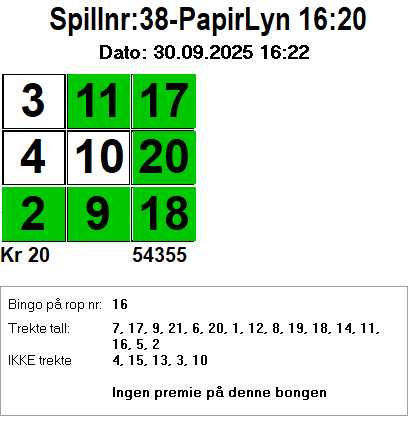 Spillnr:38-PapirLyn 16:20
Dato: 30.09.2025 16:22
3 11 17
4 10 20
2 9 18
Kr 20 54355
Bingo på rop nr: 16
Trekte tall: 7, 17, 9, 21, 6, 20, 1, 12, 8, 19, 18, 14, 11,
16, 5, 2
IKKE trekte 4, 15, 13, 3, 10
Ingen premie på denne bongen